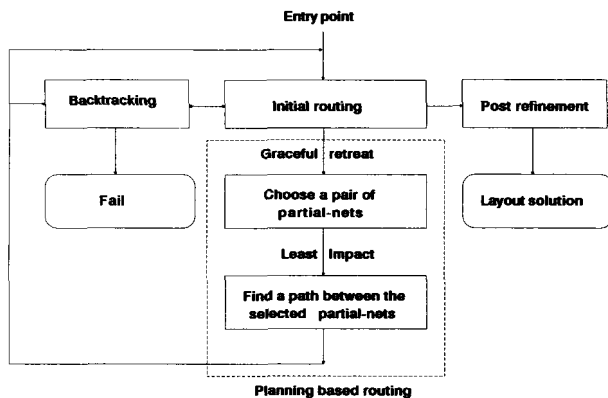 Entry point
Backtracking
Initial routing
Post refinement
Graceful retreat
Fail
Choose a pair of
partial-nets
Layout solution
Least Impact
Find a path between the
selected partial-nets
Planning based routing